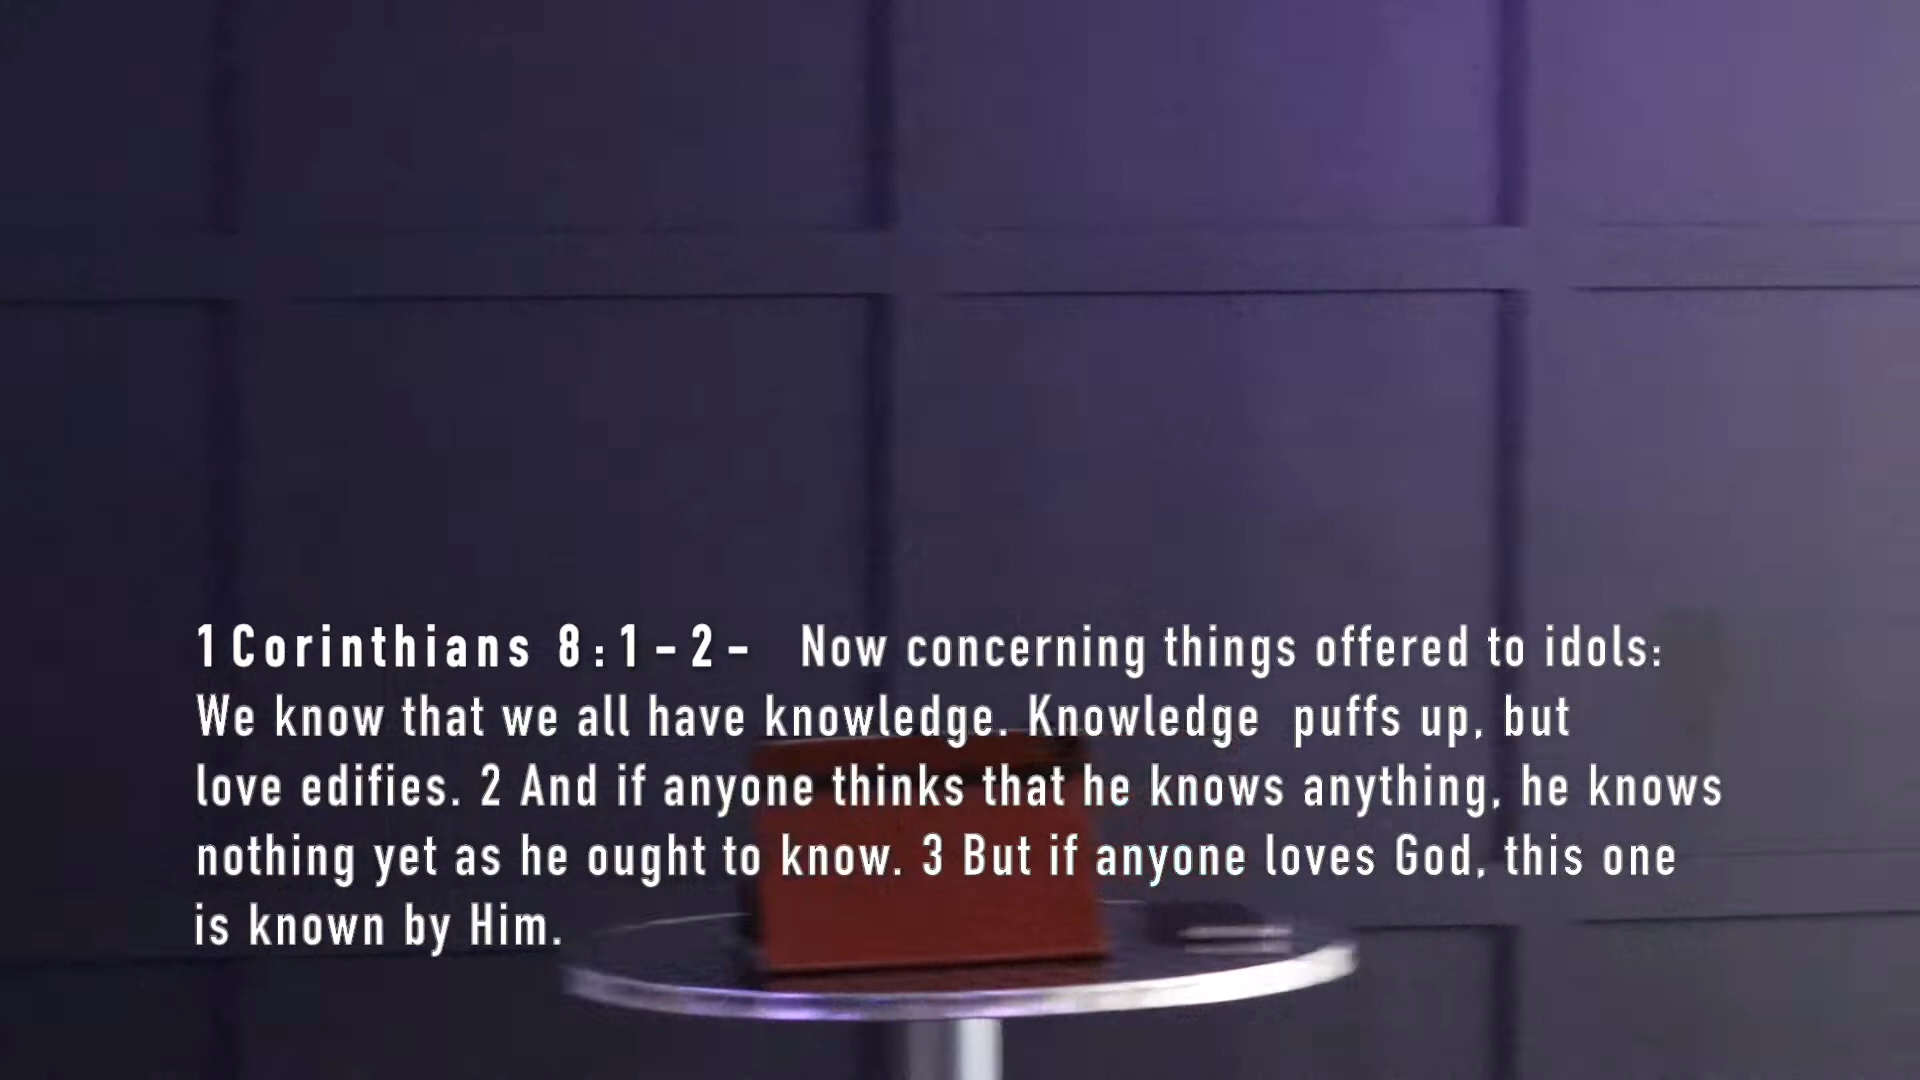 1 Corinthians 8:1-2- Now concerning things offered to idols:
We know that we all have knowledge. Knowledge puffs up, but
love edifies. 2 And if anyone thinks that he knows anything, he knows
nothing yet as he ought to know. 3 But if anyone loves God, this one
is known by Him.